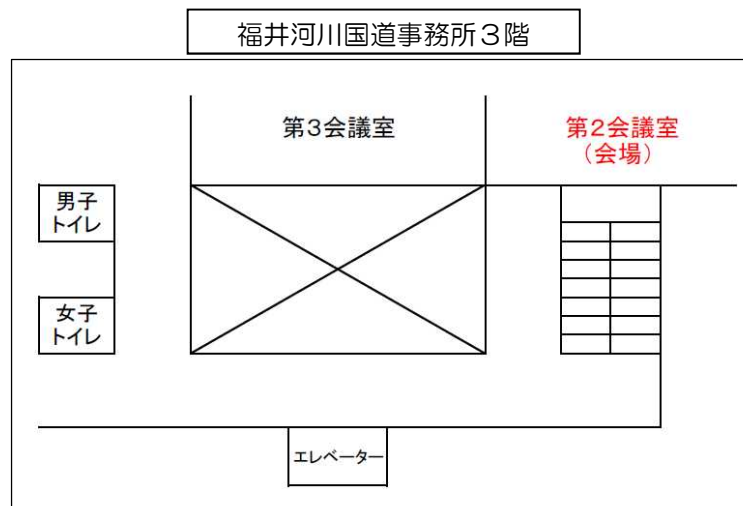 福井河川国道事務所３階
第３会議室
第２会議室
（会場）
男子
トイレ
女子
トイレ
エレベーター